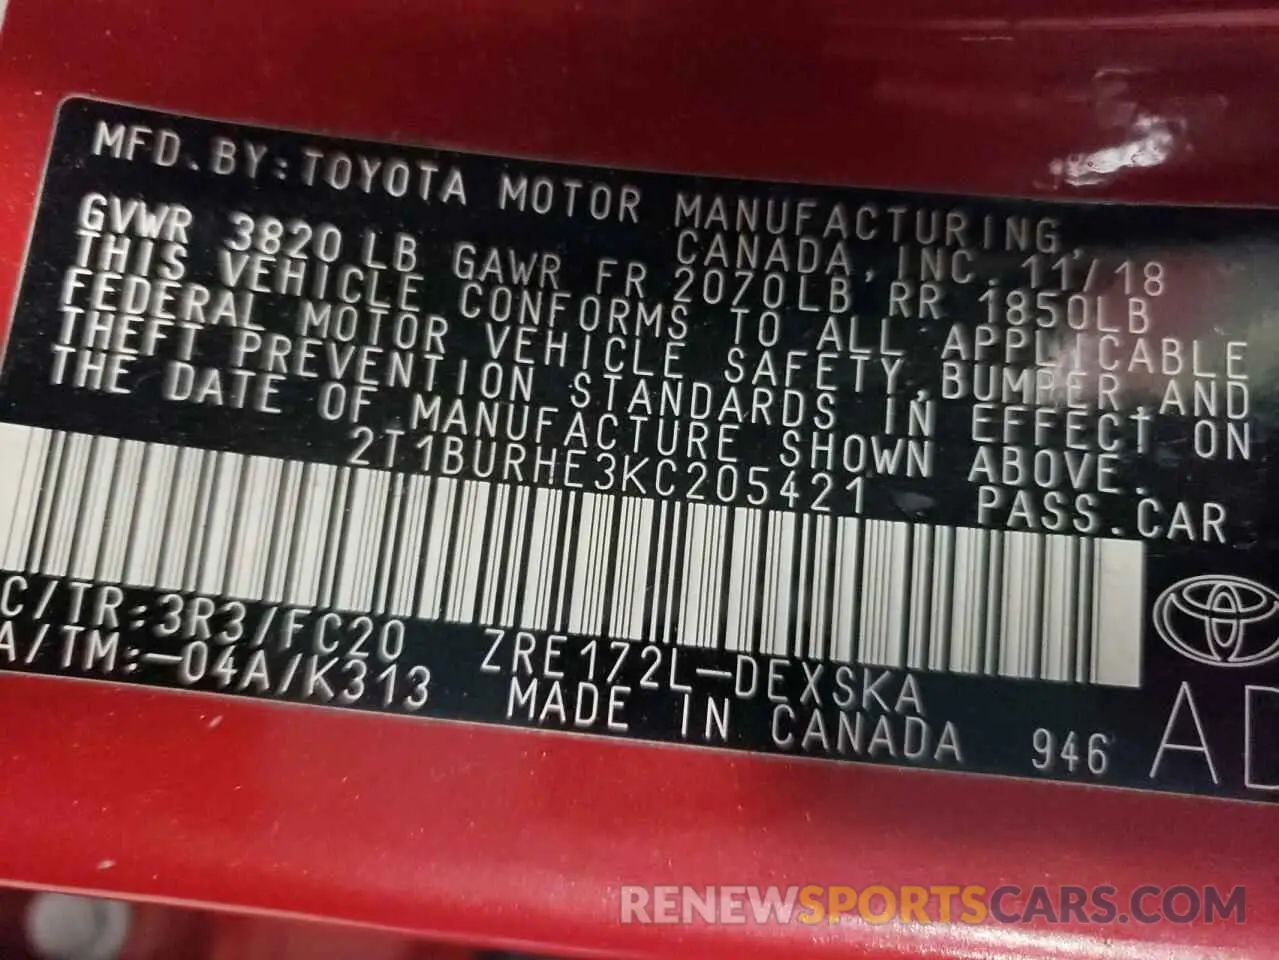 MFD.BY:TOYOTA MOTOR MANUFACTURING,
CANADA, INC. 11/18
GVWR 3820 LB GAWR FR 2070LB RR 1850LB
THIS VEHICLE CONFORMS TO ALL APPLICABLE
FEDERAL MOTOR VEHICLE SAFETY,BUMPER,AND
THEFT PREVENTION STANDARDS IN EFFECT ON
THE DATE OF MANUFACTURE SHOWN ABOVE.
2T1BURHE3KC205421 PASS.CAR
C/TR:3R3/FC20 ZRE172L-DEXSKA
A/TM:-04A/K313 MADE IN CANADA 946
RENEWSPORTSCARS.COM